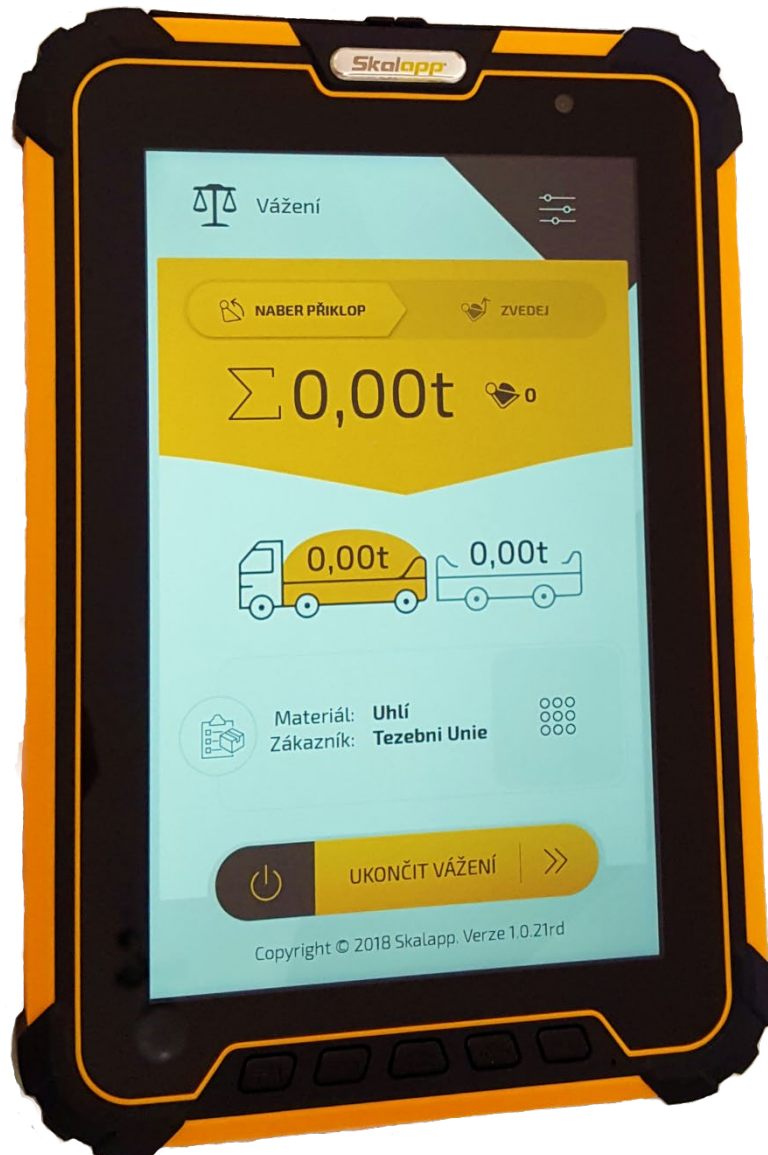 Skalapp
Vážení
NABER PŘIKLOP
ZVEDEJ
∑0,00t 0
0,00t
0,00t
Materiál: Uhlí
Zákazník: Tezebni Unie
UKONČIT VÁŽENÍ
Copyright © 2018 Skalapp. Verze 1.0.21rd